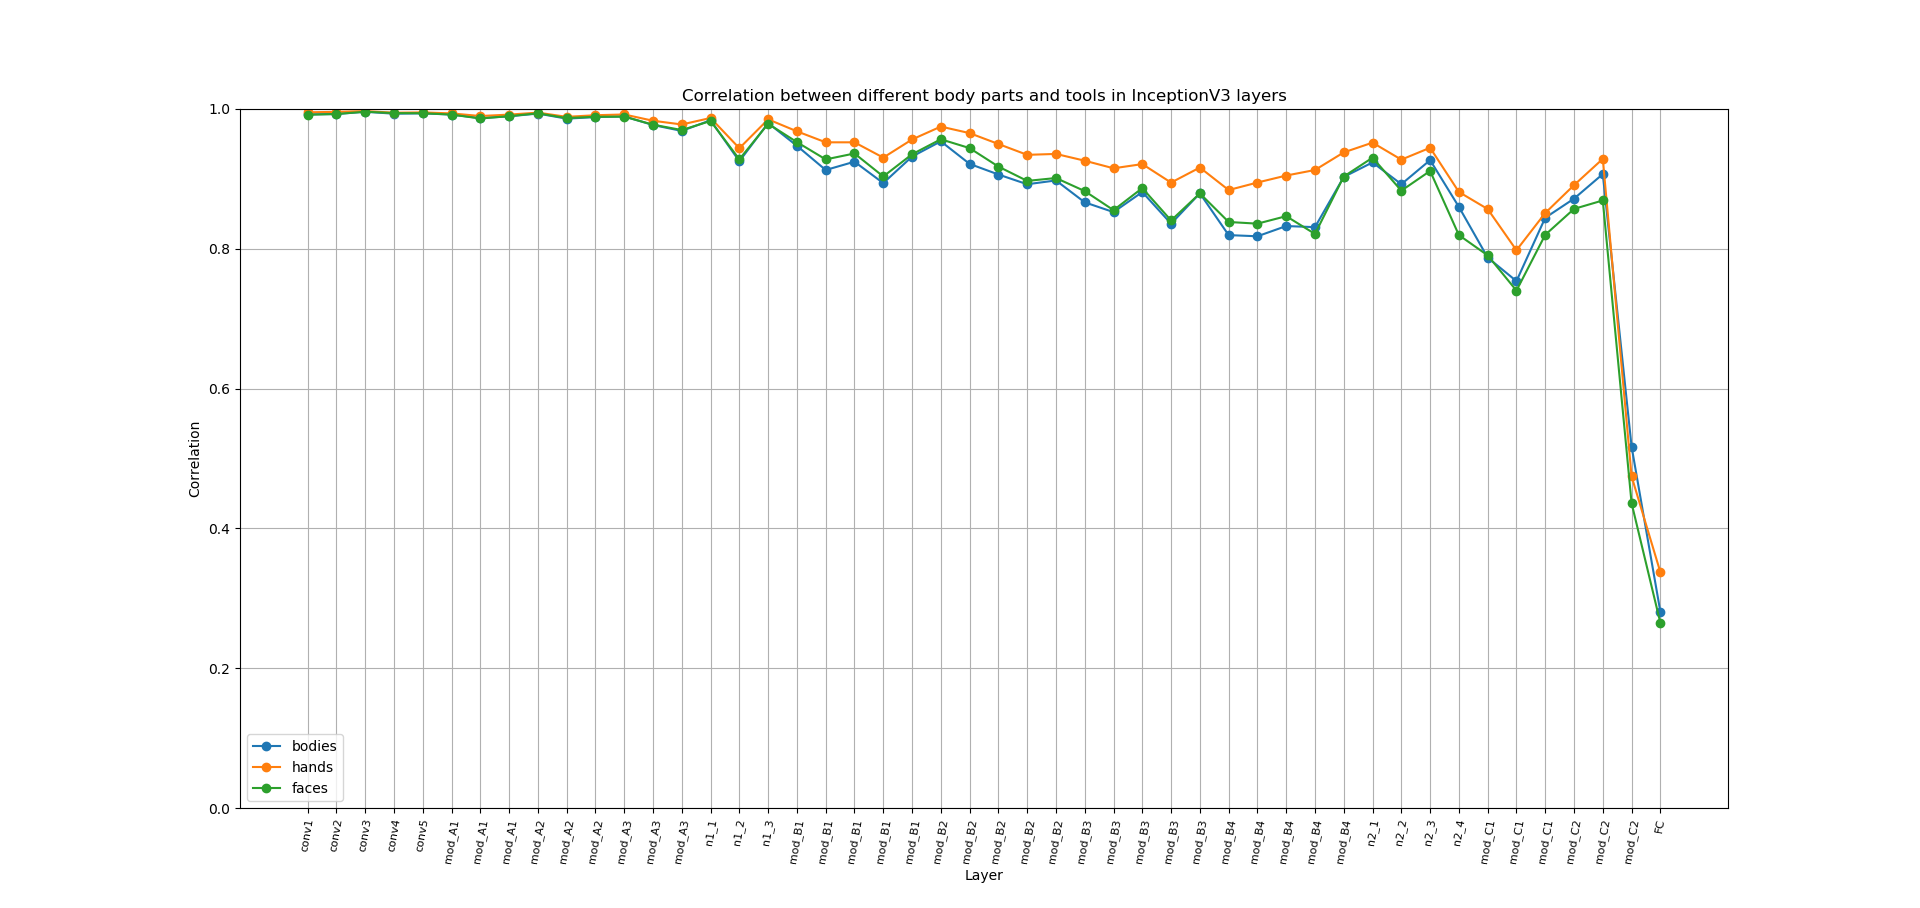 Correlation between different body parts and tools in InceptionV3 layers
1.0
0.8
0.6
0.4
0.2
0.0
Correlation
bodies
hands
faces
conv1
conv2
conv3
conv4
conv5
mod_A1
mod_A1
mod_A1
mod_A2
mod_A2
mod_A2
mod_A3
mod_A3
mod_A3
n1_1
n1_2
n1_3
mod_B1
mod_B1
mod_B1
mod_B1
mod_B1
mod_B2
mod_B2
mod_B2
mod_B2
mod_B2
mod_B3
mod_B3
mod_B3
mod_B3
mod_B3
mod_B4
mod_B4
mod_B4
mod_B4
mod_B4
n2_1
n2_2
n2_3
n2_4
mod_C1
mod_C1
mod_C1
mod_C2
mod_C2
mod_C2
FC
Layer